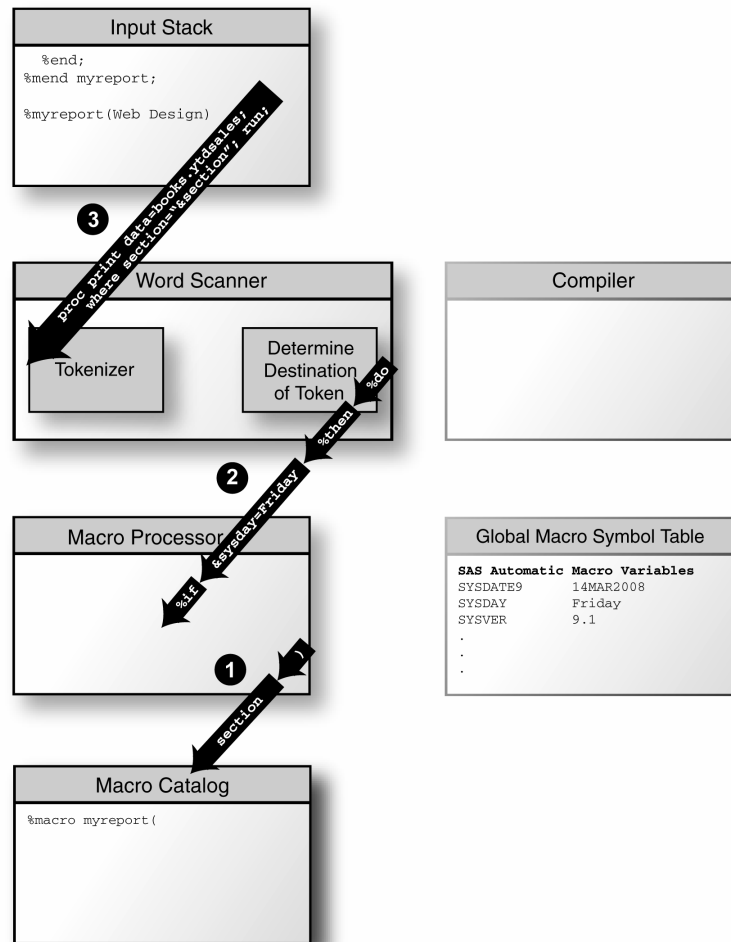 Input Stack
%end;
%mend myreport;
%myreport(Web Design)
proc print data=books.ytdsales;
where section="&section"; run;
3
Word Scanner
Compiler
Tokenizer
Determine
Destination
of Token
%do
%then
2
&sysday=Friday
%if
Macro Processor
Global Macro Symbol Table
SAS Automatic Macro Variables
SYSDATE9 14MAR2008
SYSDAY Friday
SYSVER 9.1
.
.
.
1
)
section
Macro Catalog
%macro myreport(